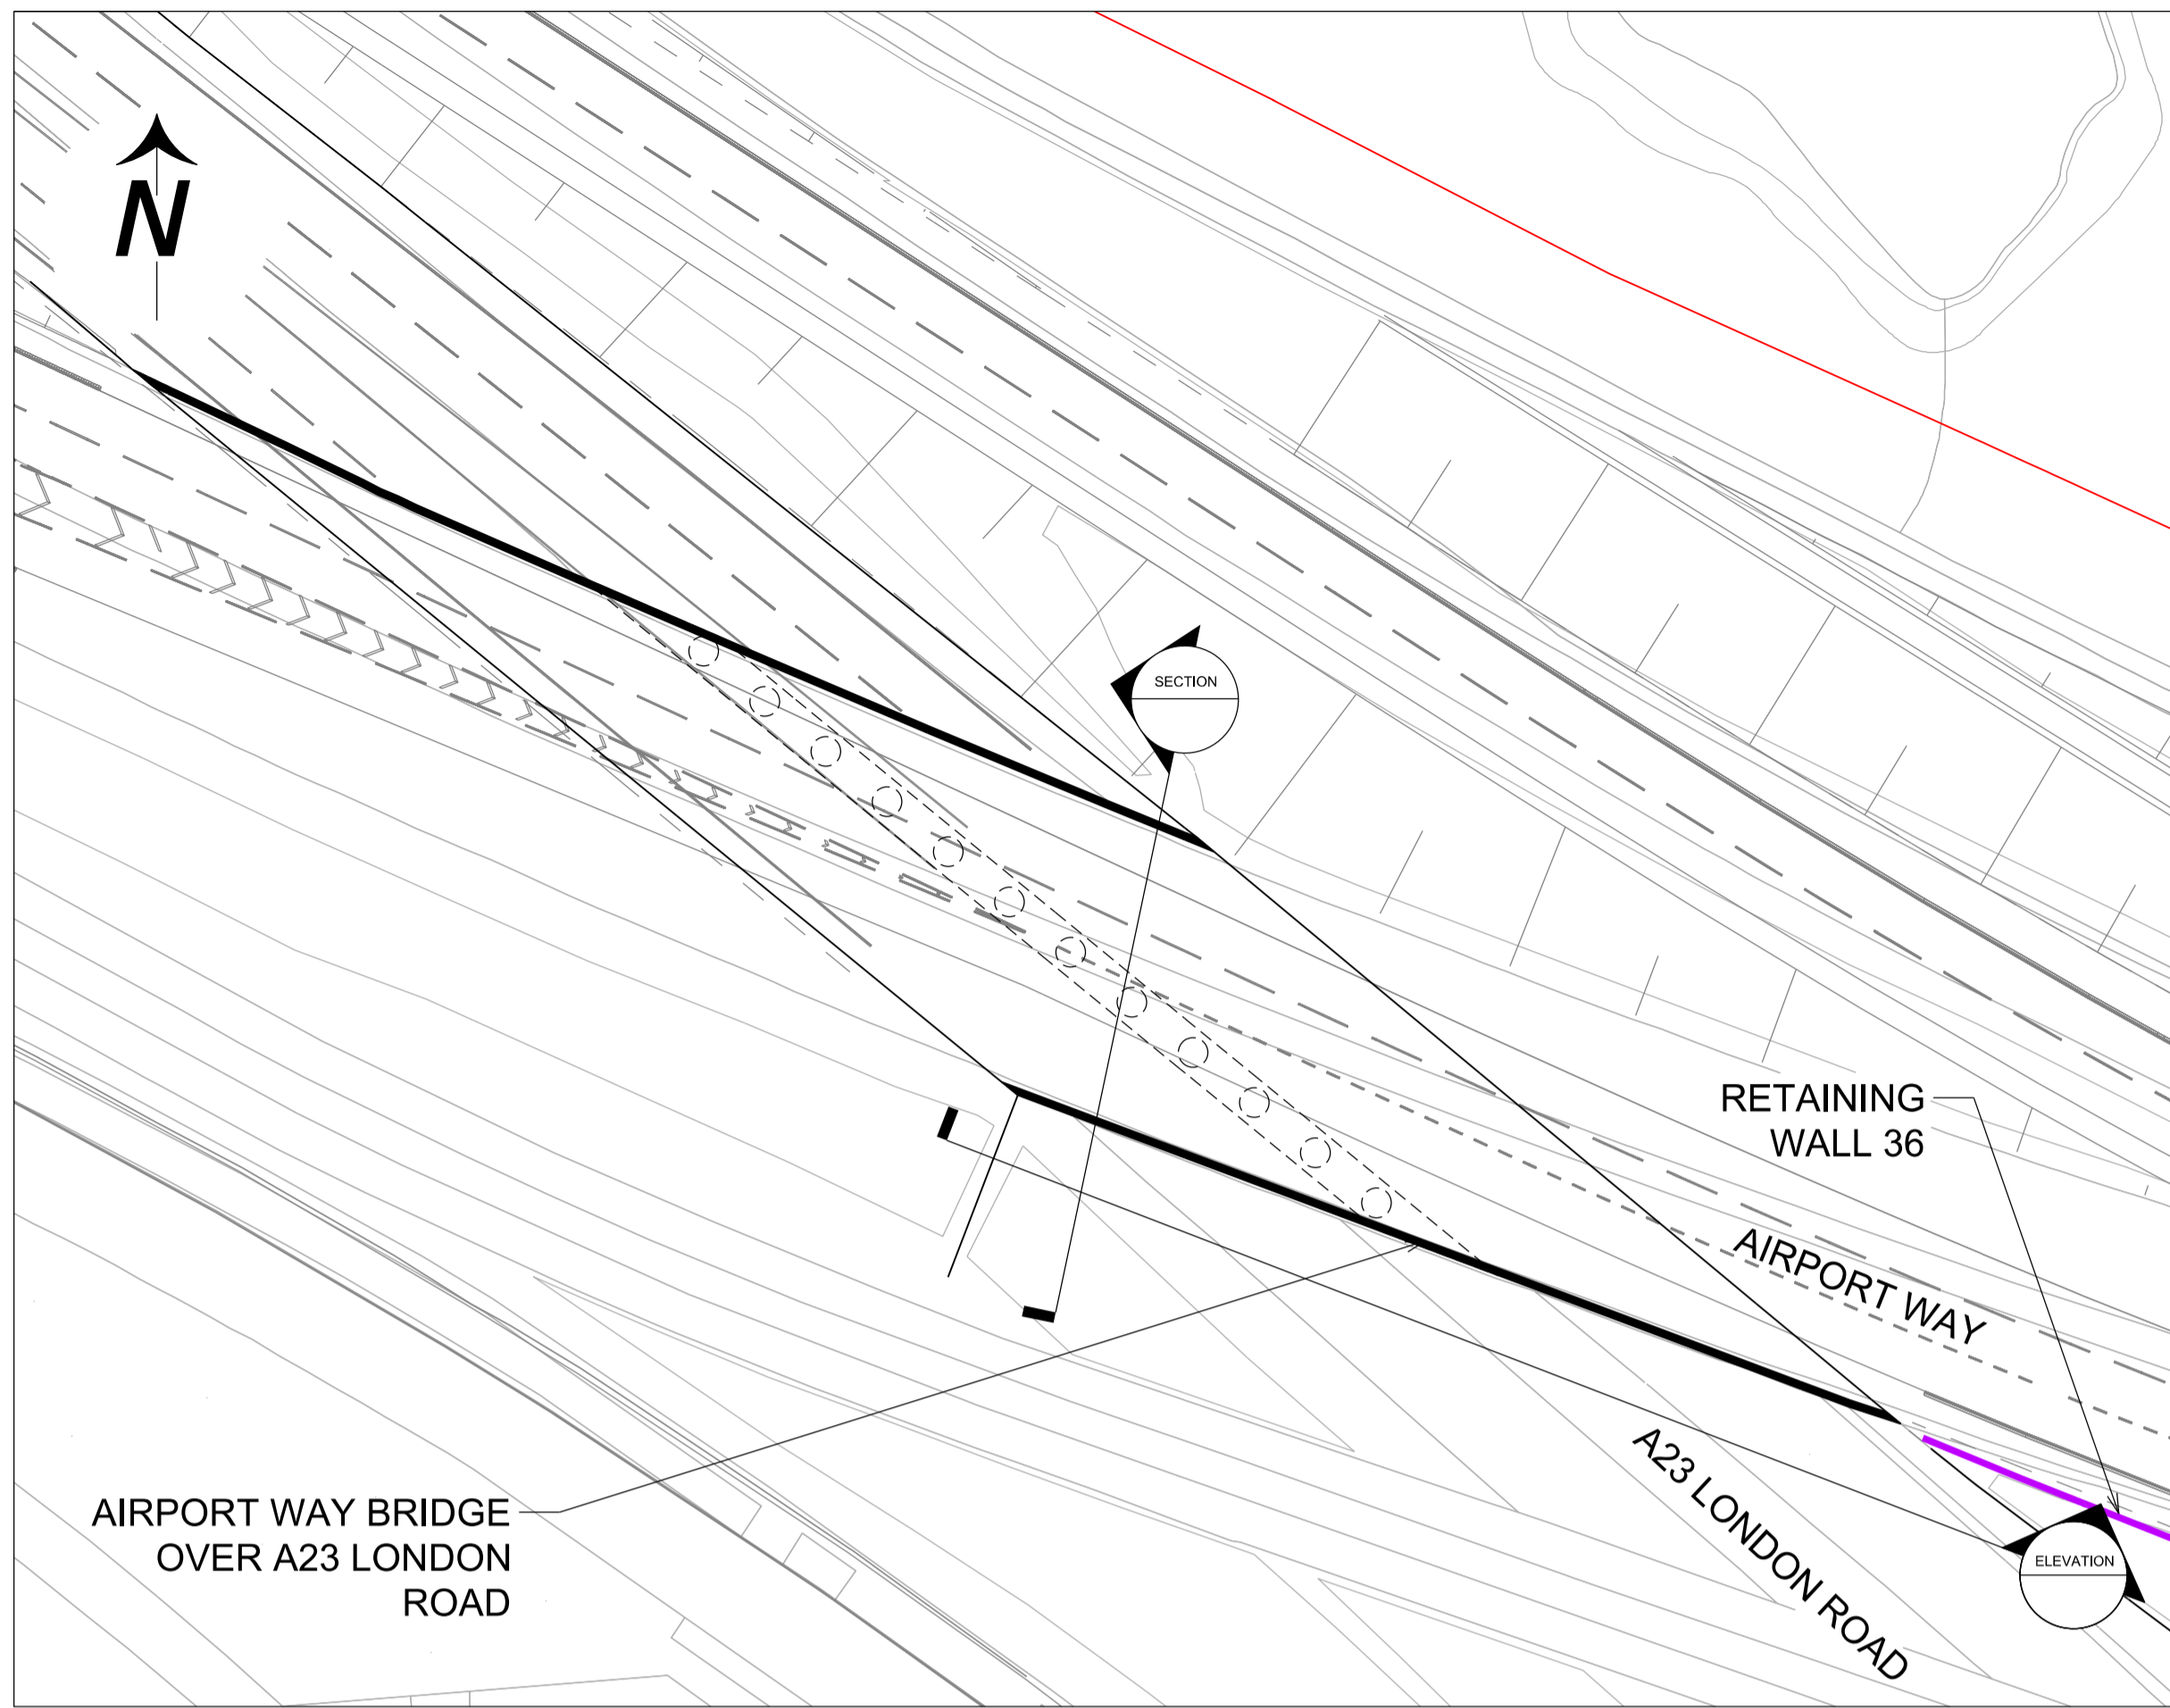 N
SECTION
RETAINING
WALL 36
AIRPORT WAY
A23 LONDON ROAD
AIRPORT WAY BRIDGE
OVER A23 LONDON
ROAD
ELEVATION